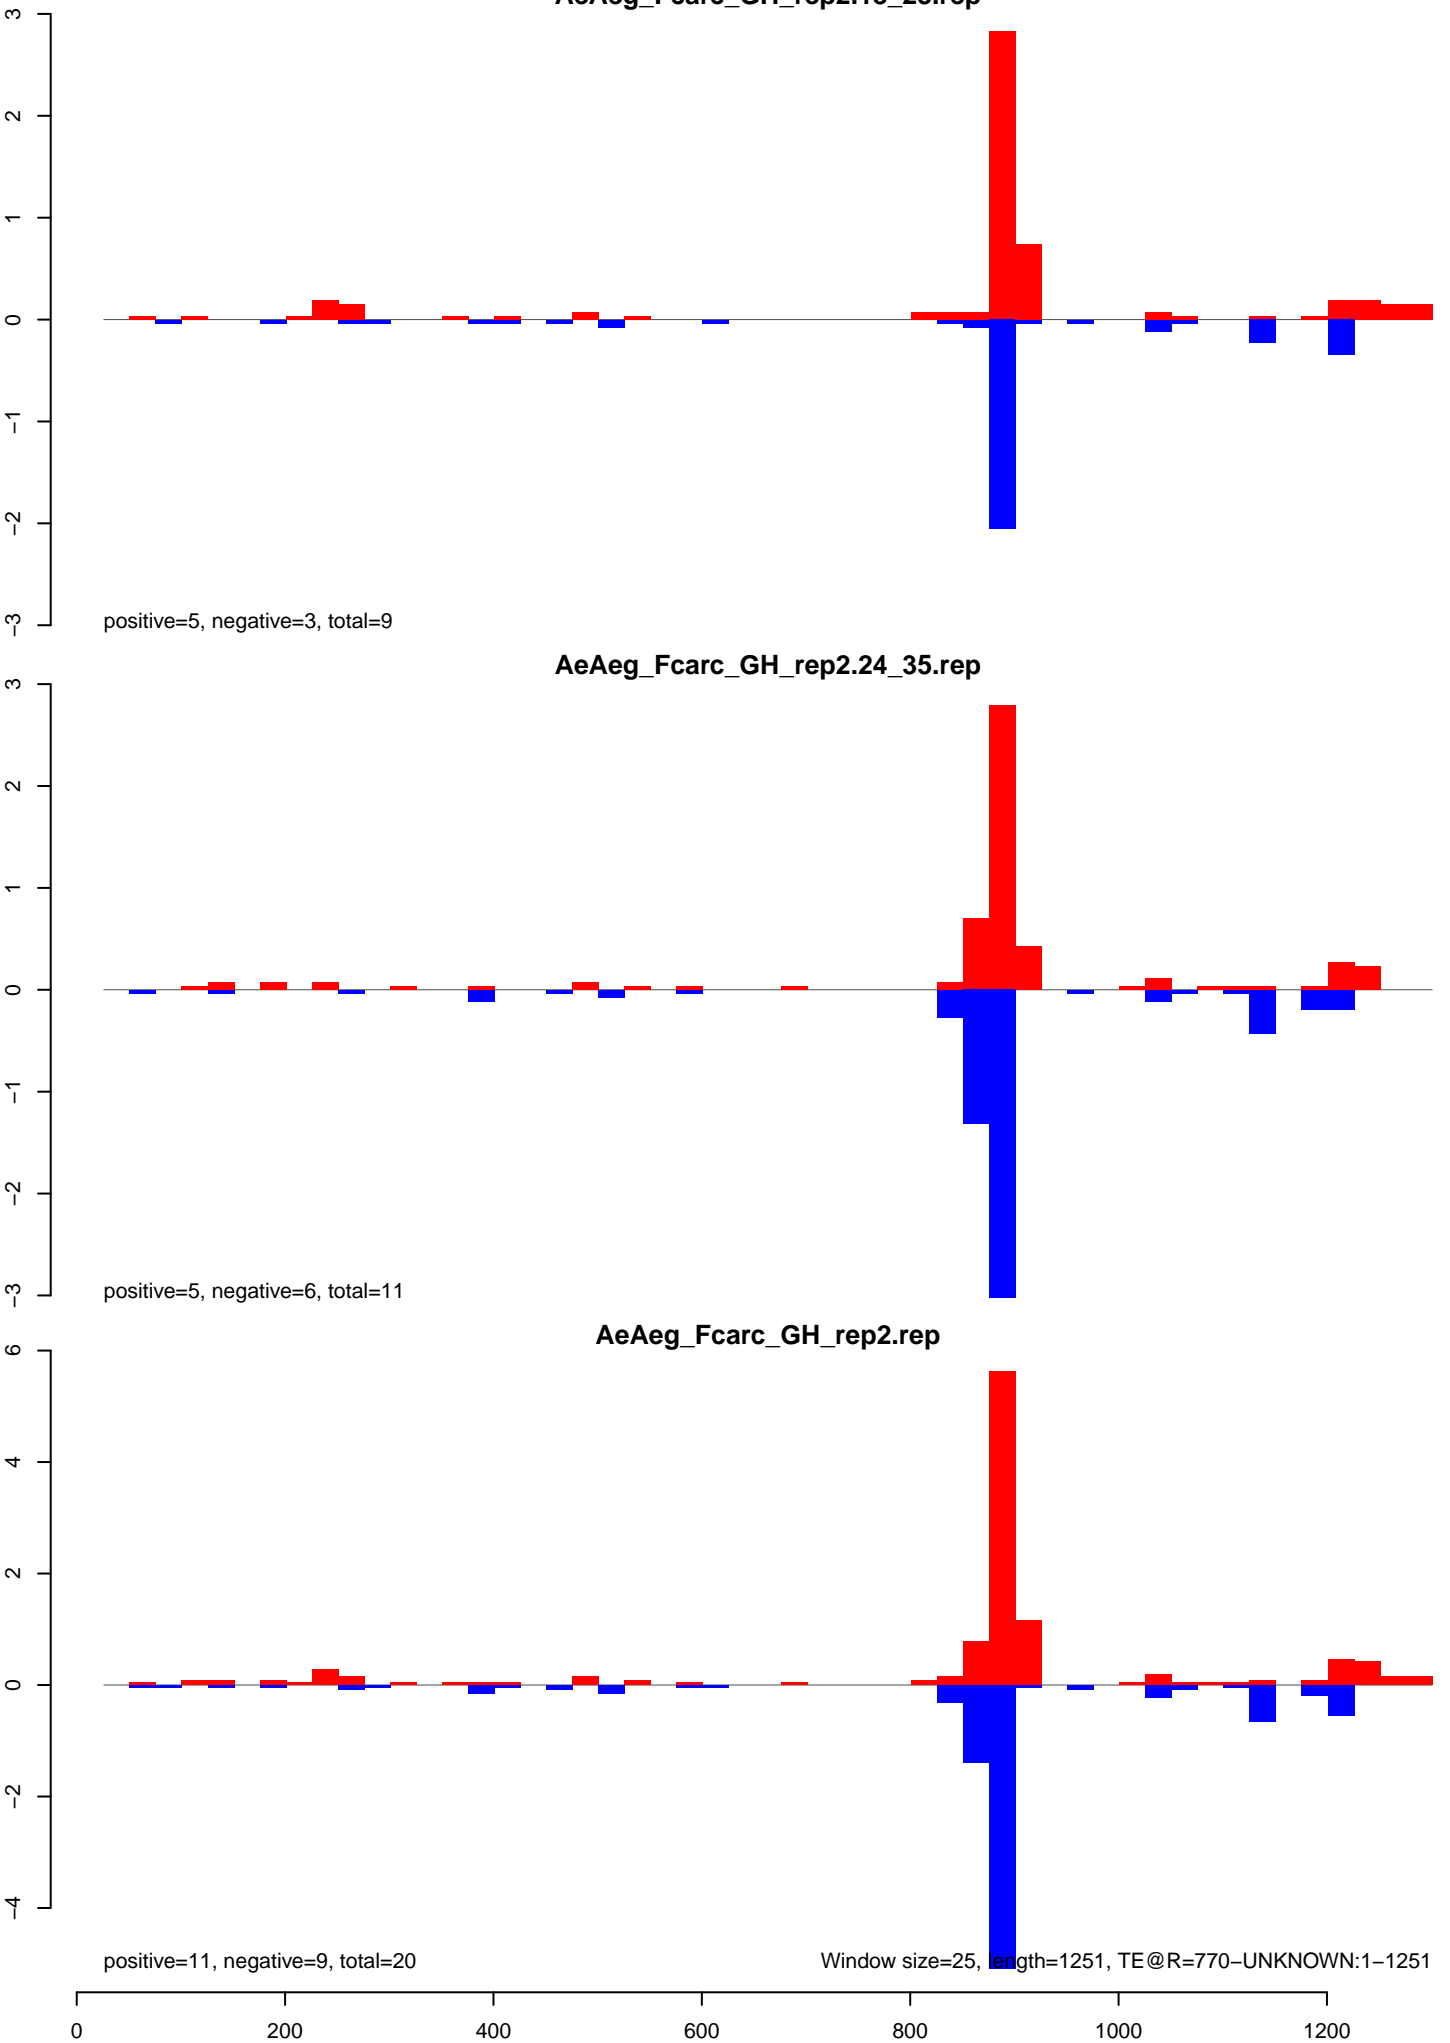 3
2
1
0
−1
−2
−3
positive=5, negative=3, total=9
AeAeg_Fcarc_GH_rep2.24_35.rep
3
2
1
0
−1
−2
−3
positive=5, negative=6, total=11
AeAeg_Fcarc_GH_rep2.rep
6
4
2
0
−2
−4
positive=11, negative=9, total=20
Window size=25, length=1251, TE@R=770−UNKNOWN:1−1251
0 200 400 600 800 1000 1200